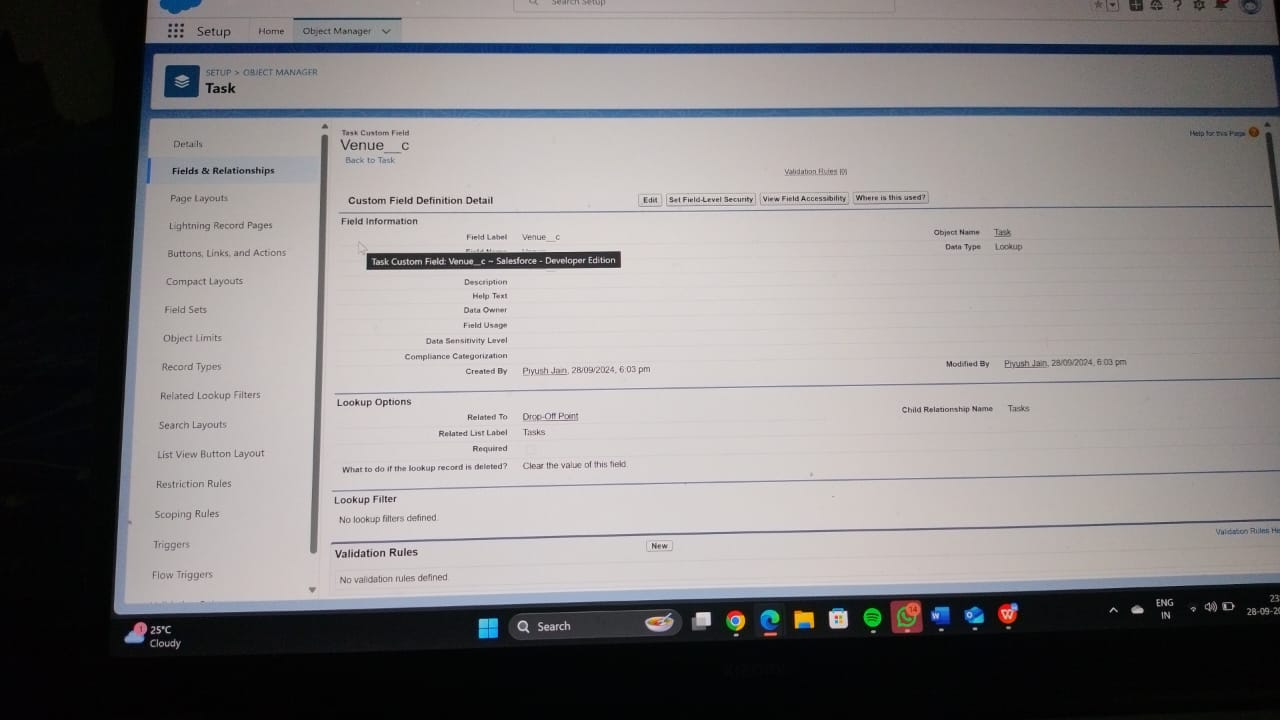 Search Setup
Setup
Home
Object Manager
SETUP > OBJECT MANAGER
Task
Details
Fields & Relationships
Page Layouts
Lightning Record Pages
Buttons, Links, and Actions
Compact Layouts
Field Sets
Object Limits
Record Types
Related Lookup Filters
Search Layouts
List View Button Layout
Restriction Rules
Scoping Rules
Triggers
Flow Triggers
Task Custom Field
Venue__c
Back to Task
Help for this Page
Validation Rules [0]
Custom Field Definition Detail
Edit
Set Field-Level Security
View Field Accessibility
Where is this used?
Field Information
Field Label Venue__c
Object Name Task
Data Type Lookup
Task Custom Field: Venue__c ~ Salesforce - Developer Edition
Description
Help Text
Data Owner
Field Usage
Data Sensitivity Level
Compliance Categorization
Created By Piyush Jain, 28/09/2024, 6:03 pm
Modified By Piyush Jain, 28/09/2024, 6:03 pm
Lookup Options
Related To Drop-Off Point
Child Relationship Name Tasks
Related List Label Tasks
Required
What to do if the lookup record is deleted? Clear the value of this field.
Lookup Filter
No lookup filters defined.
Validation Rules
New
Validation Rules
No validation rules defined.
25°C
Cloudy
Search
14
ENG
IN